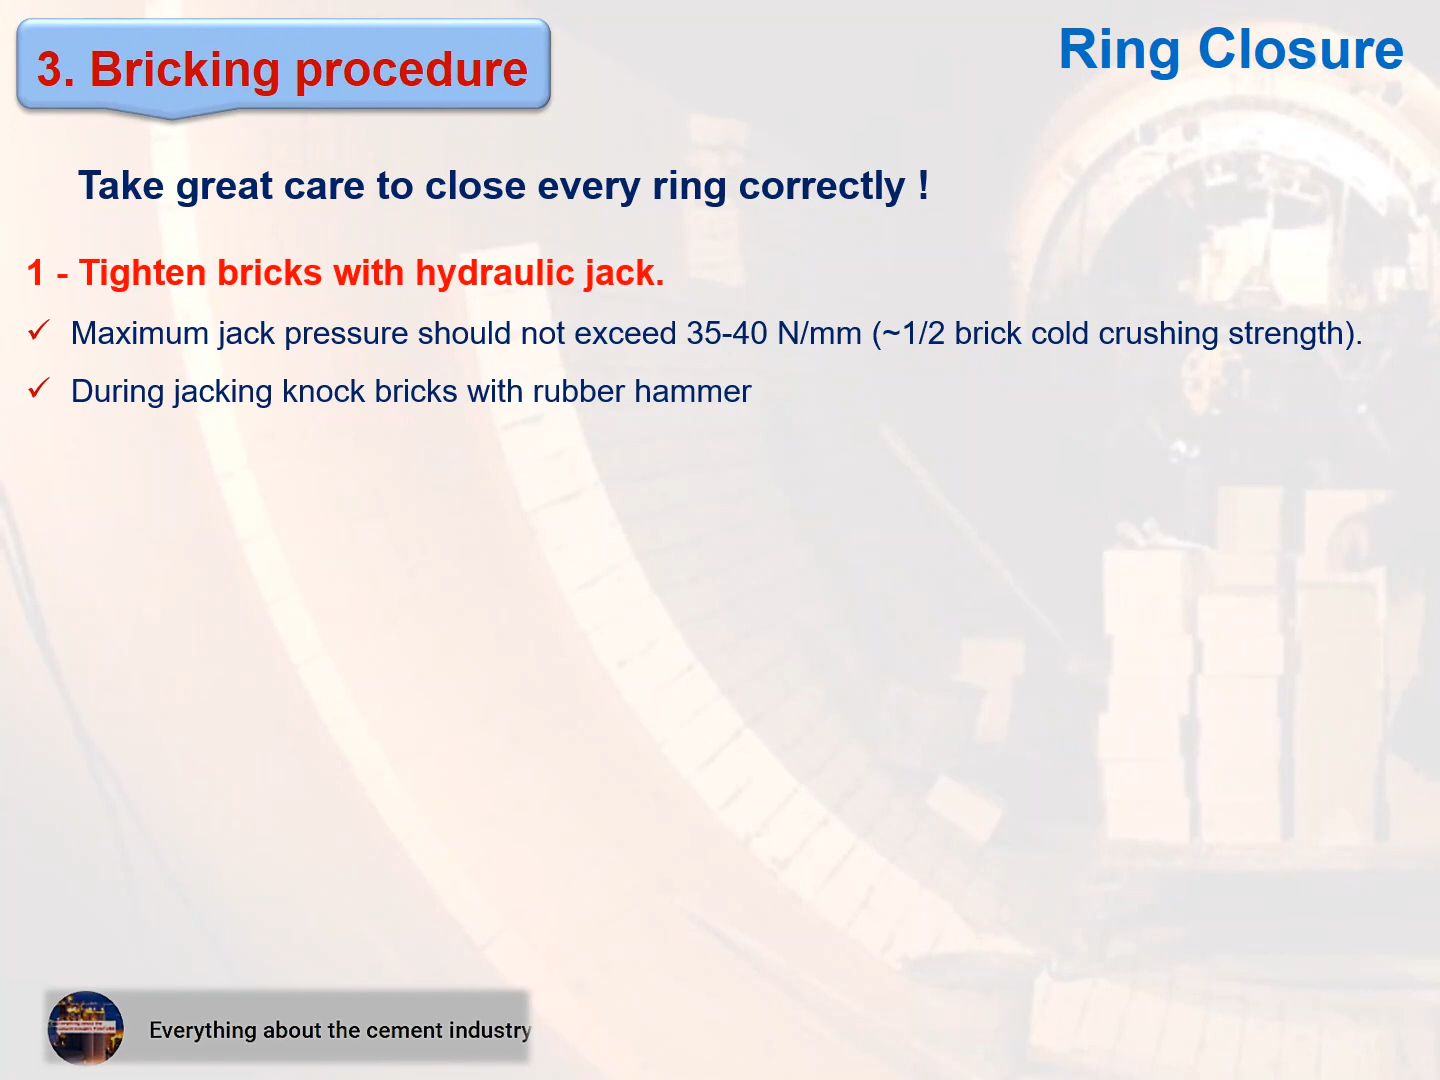 3. Bricking procedure
Ring Closure
Take great care to close every ring correctly !
1 - Tighten bricks with hydraulic jack.
✓ Maximum jack pressure should not exceed 35-40 N/mm (~1/2 brick cold crushing strength).
✓ During jacking knock bricks with rubber hammer
Everything about the cement industry